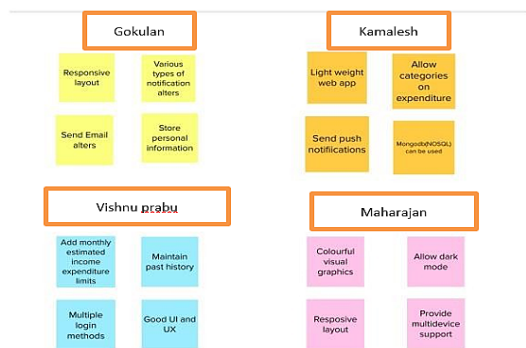 Gokulan
Kamalesh
Responsive
layout
Various
types of
notification
alters
Light weight
web app
Allow
categories
on
expenditure
Send Email
alters
Store
personal
information
Send push
notifiications
Mongodb(NOSQL)
can be used
Vishnu prabu
Maharajan
Add monthly
estimated
income
expenditure
limits
Maintain
past history
Colourful
visual
graphics
Allow dark
mode
Multiple
login
methods
Good UI and
UX
Resposive
layout
Provide
multidevice
support